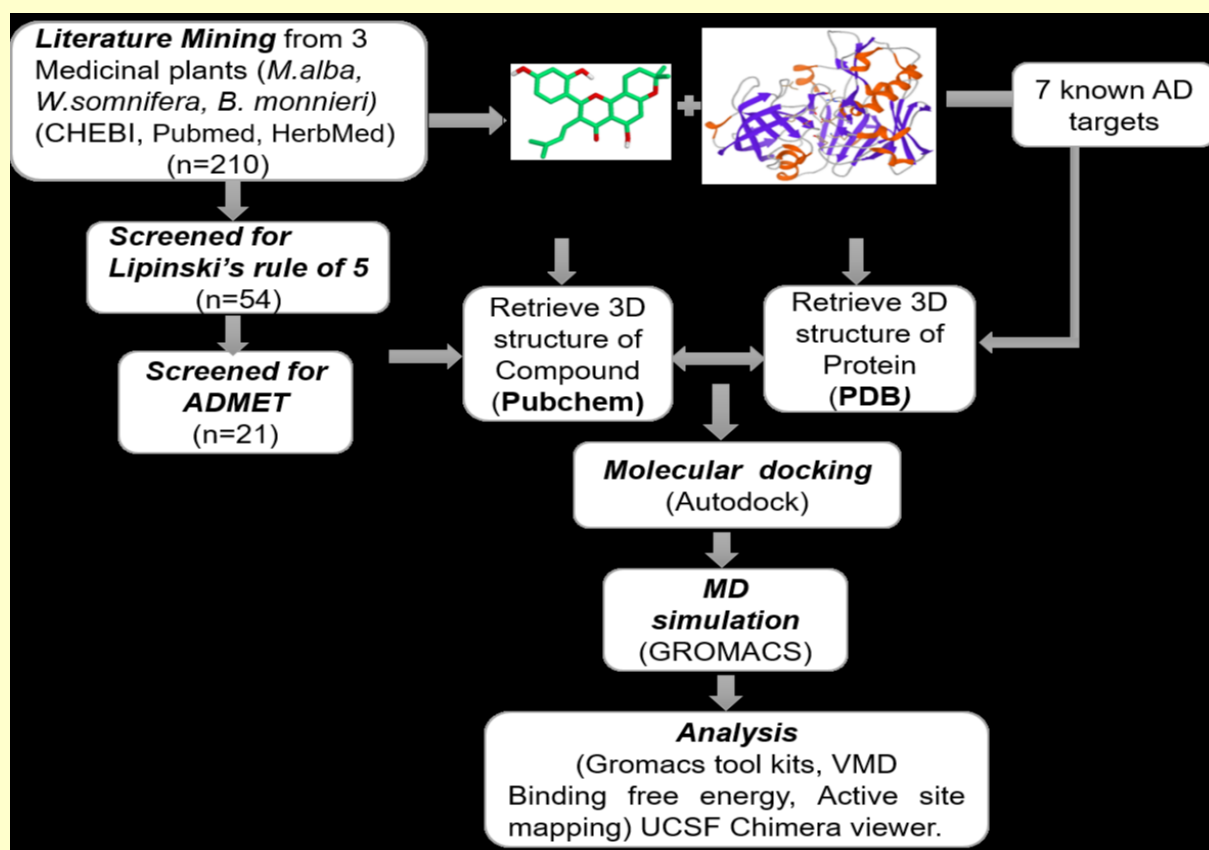 Literature Mining from 3
Medicinal plants (M.alba,
W.somnifera, B. monnieri)
(CHEBI, Pubmed, HerbMed)
(n=210)
7 known AD
targets
Screened for
Lipinski's rule of 5
(n=54)
Screened for
ADMET
(n=21)
Retrieve 3D
structure of
Compound
(Pubchem)
Retrieve 3D
structure of
Protein
(PDB)
Molecular docking
(Autodock)
MD
simulation
(GROMACS)
Analysis
(Gromacs tool kits, VMD
Binding free energy, Active site
mapping) UCSF Chimera viewer.